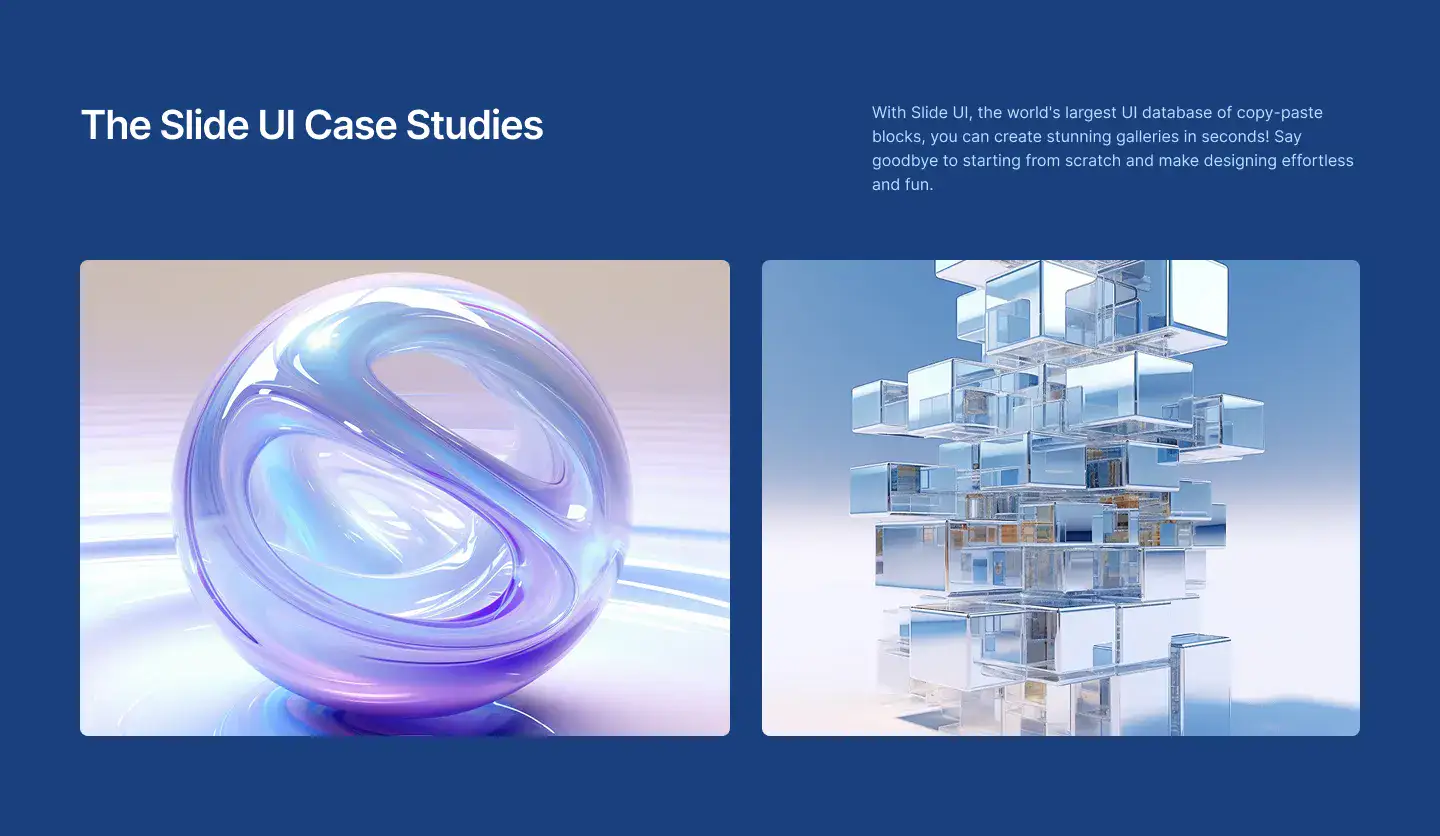 The Slide UI Case Studies
With Slide UI, the world's largest UI database of copy-paste
blocks, you can create stunning galleries in seconds! Say
goodbye to starting from scratch and make designing effortless
and fun.